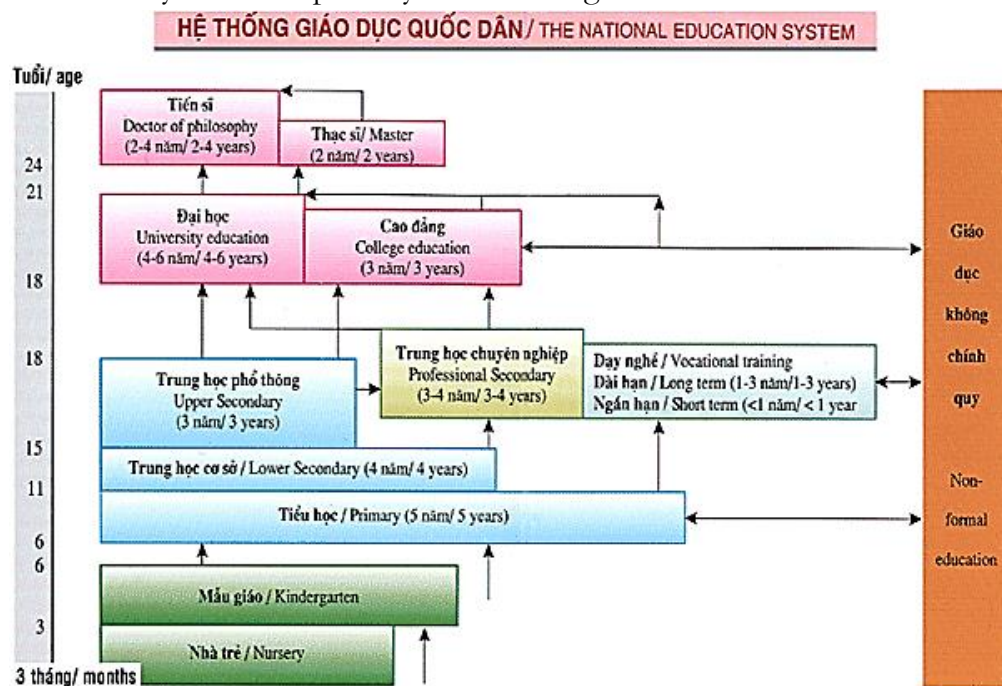 HỆ THỐNG GIÁO DỤC QUỐC DÂN / THE NATIONAL EDUCATION SYSTEM
Tuổi/ age
Tiến sĩ
Doctor of philosophy
(2-4 năm/ 2-4 years)
Thạc sĩ/ Master
(2 năm/ 2 years)
24
21
Đại học
University education
(4-6 năm/ 4-6 years)
Cao đẳng
College education
(3 năm/ 3 years)
18
18
Trung học phổ thông
Upper Secondary
(3 năm/ 3 years)
Trung học chuyên nghiệp
Professional Secondary
(3-4 năm/ 3-4 years)
Dạy nghề / Vocational training
Dài hạn / Long term (1-3 năm/1-3 years)
Ngắn hạn / Short term (<1 năm/ < 1 year
15
Trung học cơ sở / Lower Secondary (4 năm/ 4 years)
11
Tiểu học / Primary (5 năm/ 5 years)
6
6
Mẫu giáo / Kindergarten
3
Nhà trẻ / Nursery
3 tháng/ months
Giáo
dục
không
chính
quy
Non-
formal
education